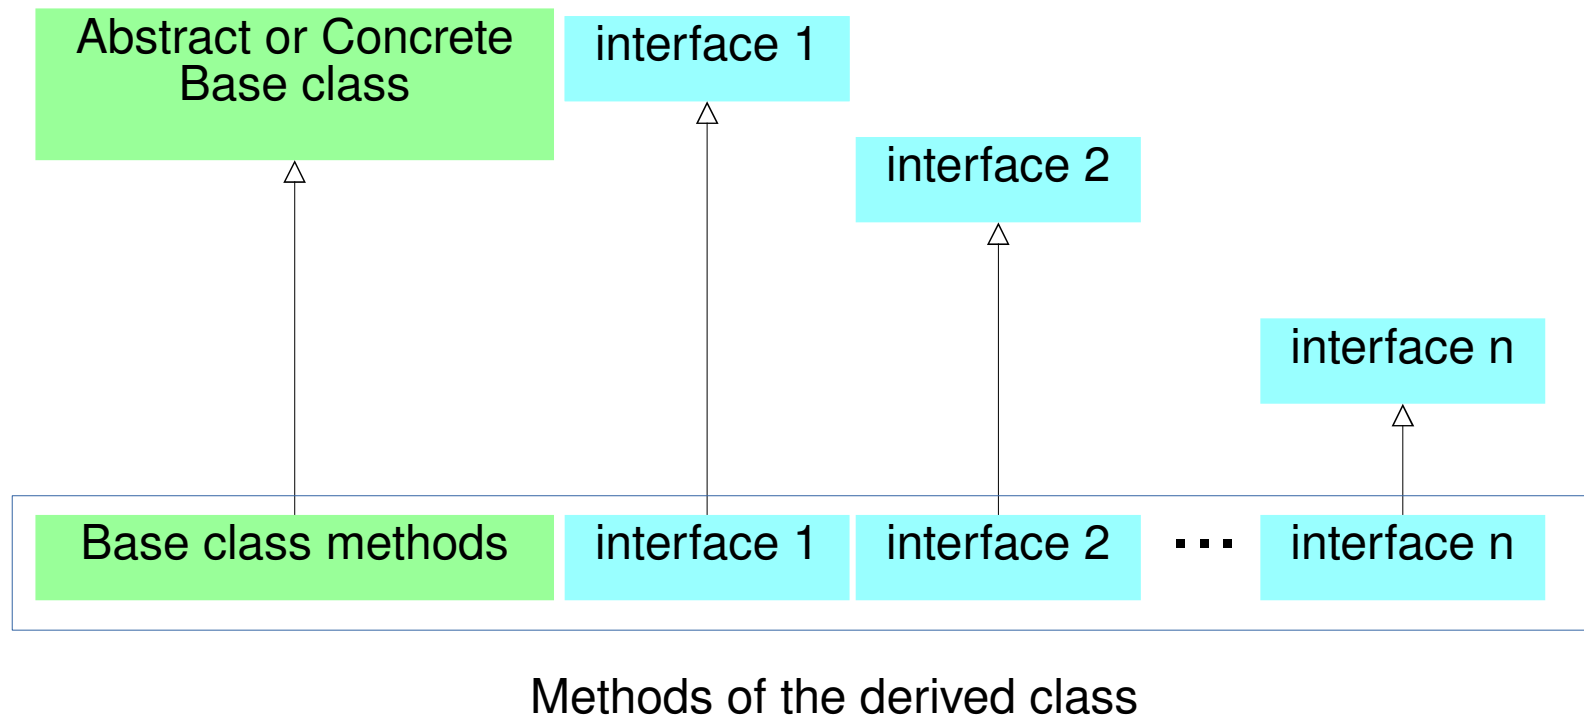 Abstract or Concrete
Base class
interface 1
interface 2
interface n
Base class methods
interface 1
interface 2
...
interface n
Methods of the derived class